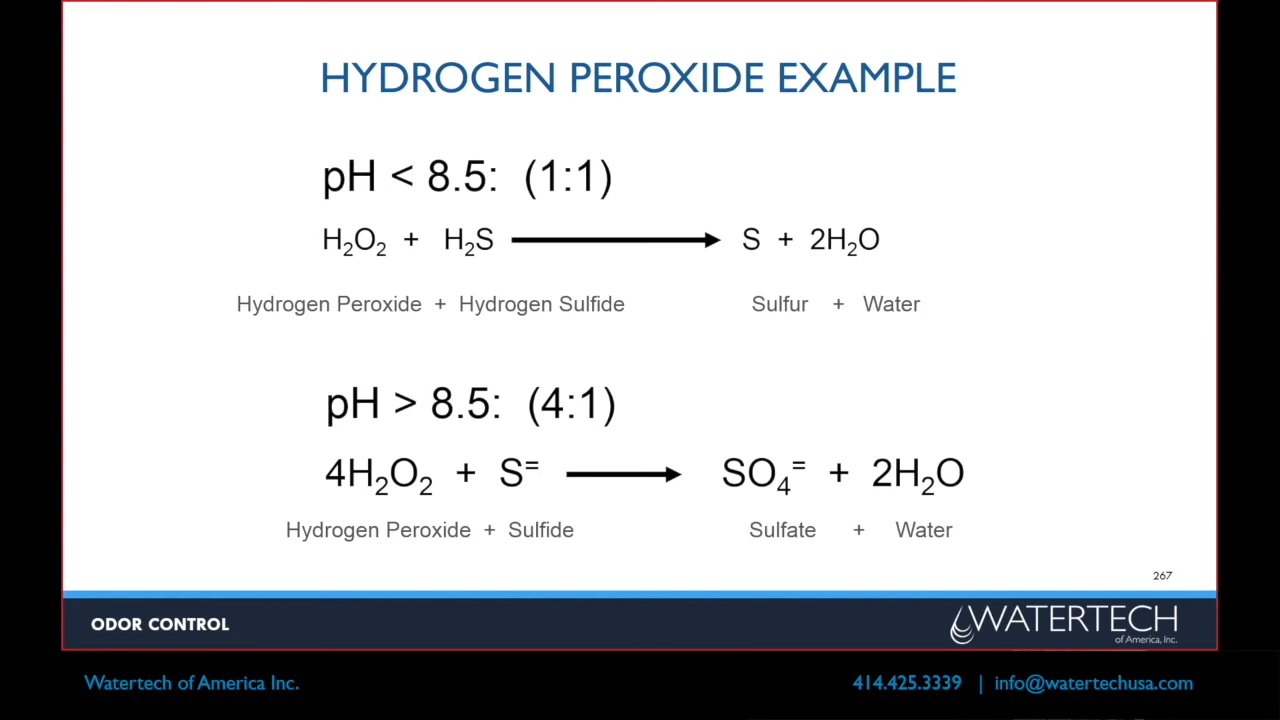 HYDROGEN PEROXIDE EXAMPLE
pH < 8.5: (1:1)
H₂O₂ + H₂S ⟶ S + 2H₂O
Hydrogen Peroxide + Hydrogen Sulfide Sulfur + Water
pH > 8.5: (4:1)
4H₂O₂ + S⁼ ⟶ SO₄⁼ + 2H₂O
Hydrogen Peroxide + Sulfide Sulfate + Water
267
ODOR CONTROL
WATERTECH
of America, Inc.
Watertech of America Inc. 414.425.3339 | info@watertechusa.com